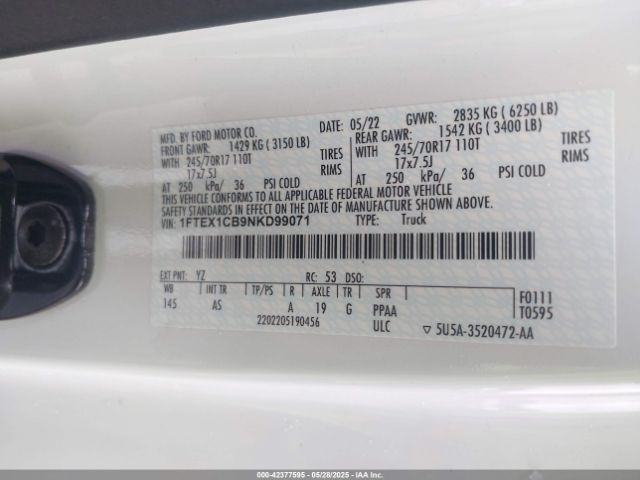 MFD. BY FORD MOTOR CO.
DATE: 05/22 GVWR: 2835 KG ( 6250 LB)
FRONT GAWR: 1429 KG ( 3150 LB) REAR GAWR: 1542 KG ( 3400 LB)
WITH 245/70R17 110T TIRES WITH 245/70R17 110T TIRES
17x7.5J RIMS 17x7.5J RIMS
AT 250 kPa/ 36 PSI COLD AT 250 kPa/ 36 PSI COLD
THIS VEHICLE CONFORMS TO ALL APPLICABLE FEDERAL MOTOR VEHICLE
SAFETY STANDARDS IN EFFECT ON THE DATE OF MANUFACTURE SHOWN ABOVE.
VIN: 1FTEX1CB9NKD99071 TYPE: Truck
EXT PNT: YZ RC: 53 DSO:
WB INT TR TP/PS R AXLE TR SPR
145 AS A 19 G PPAA
F0111
T0595
2202205190456 ULC ▽ 5U5A-3520472-AA
000-42377595 - 05/28/2025 - IAA